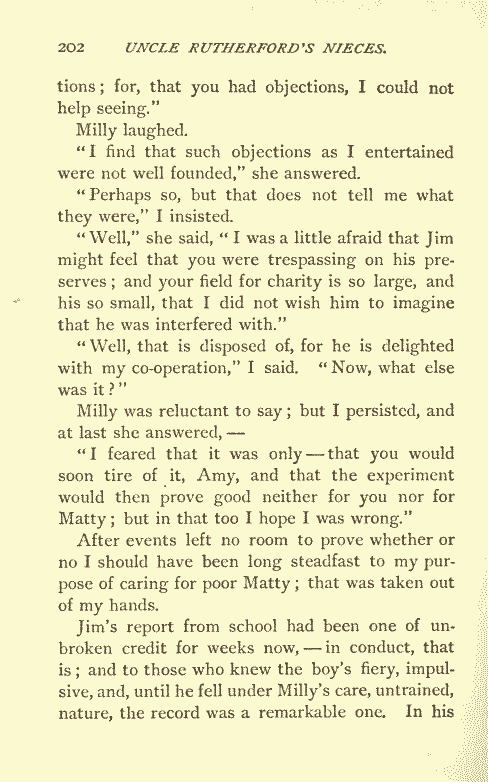 202 UNCLE RUTHERFORD'S NIECES.
tions; for, that you had objections, I could not
help seeing."
Milly laughed.
"I find that such objections as I entertained
were not well founded," she answered.
"Perhaps so, but that does not tell me what
they were," I insisted.
"Well," she said, "I was a little afraid that Jim
might feel that you were trespassing on his pre-
serves; and your field for charity is so large, and
his so small, that I did not wish him to imagine
that he was interfered with."
"Well, that is disposed of, for he is delighted
with my co-operation," I said. "Now, what else
was it?"
Milly was reluctant to say; but I persisted, and
at last she answered, —
"I feared that it was only — that you would
soon tire of it, Amy, and that the experiment
would then prove good neither for you nor for
Matty; but in that too I hope I was wrong."
After events left no room to prove whether or
no I should have been long steadfast to my pur-
pose of caring for poor Matty; that was taken out
of my hands.
Jim's report from school had been one of un-
broken credit for weeks now, — in conduct, that
is; and to those who knew the boy's fiery, impul-
sive, and, until he fell under Milly's care, untrained,
nature, the record was a remarkable one. In his